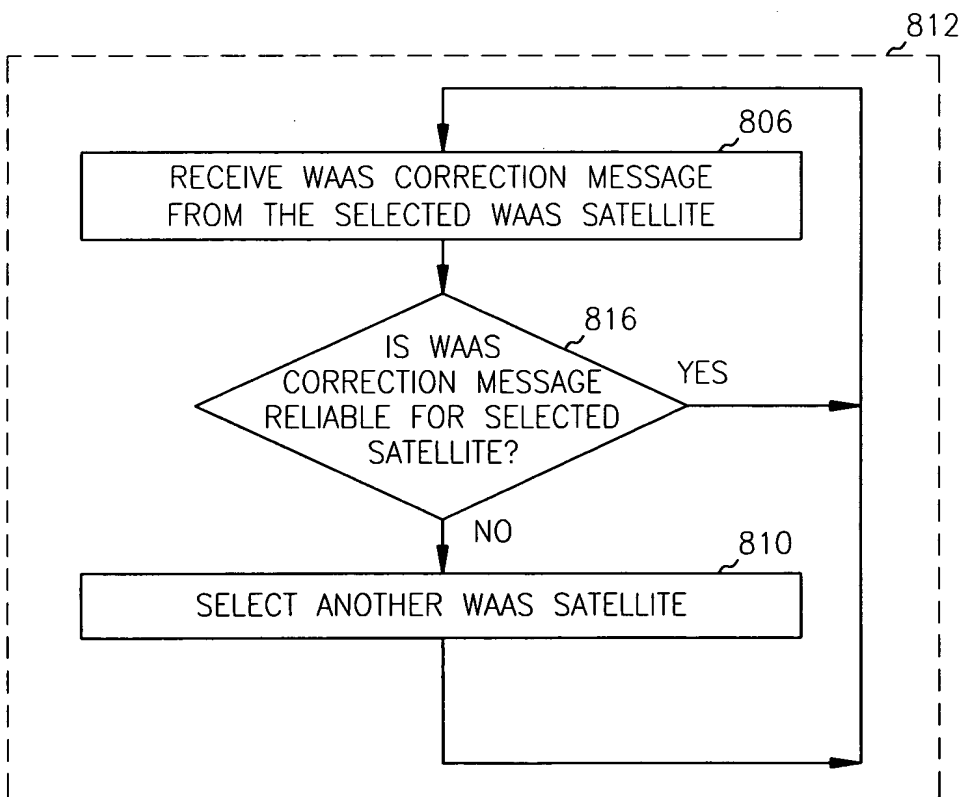 812
806
RECEIVE WAAS CORRECTION MESSAGE
FROM THE SELECTED WAAS SATELLITE
816
IS WAAS
CORRECTION MESSAGE
RELIABLE FOR SELECTED
SATELLITE?
YES
NO
810
SELECT ANOTHER WAAS SATELLITE